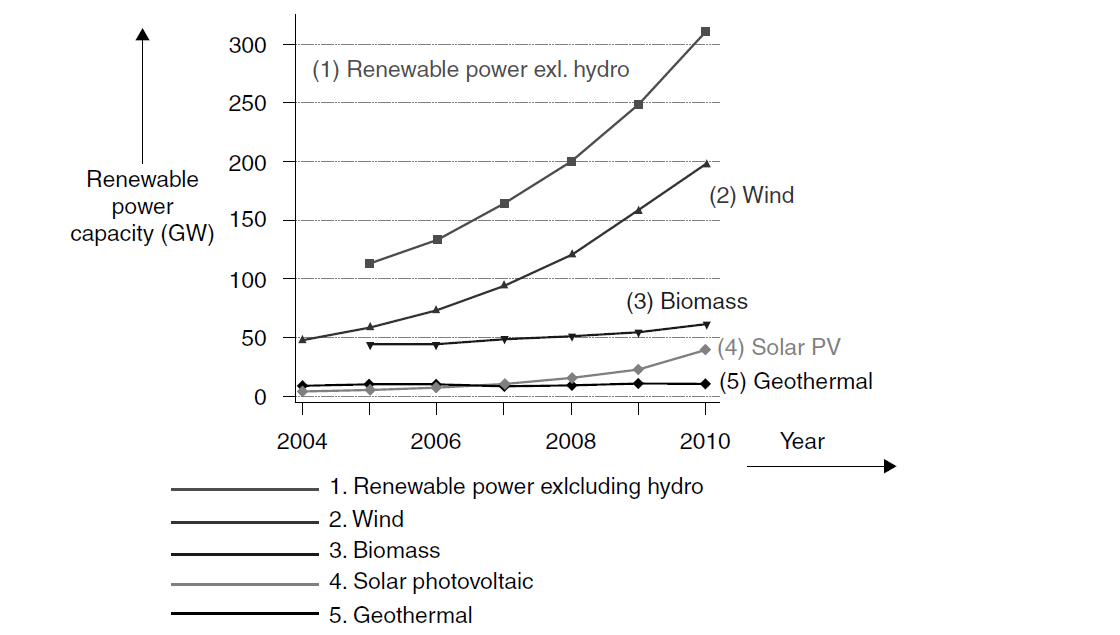 300
(1) Renewable power exl. hydro
250
200
Renewable
power
capacity (GW)
(2) Wind
150
100
(3) Biomass
50
(4) Solar PV
(5) Geothermal
0
2004 2006 2008 2010 Year
1. Renewable power exlcluding hydro
2. Wind
3. Biomass
4. Solar photovoltaic
5. Geothermal